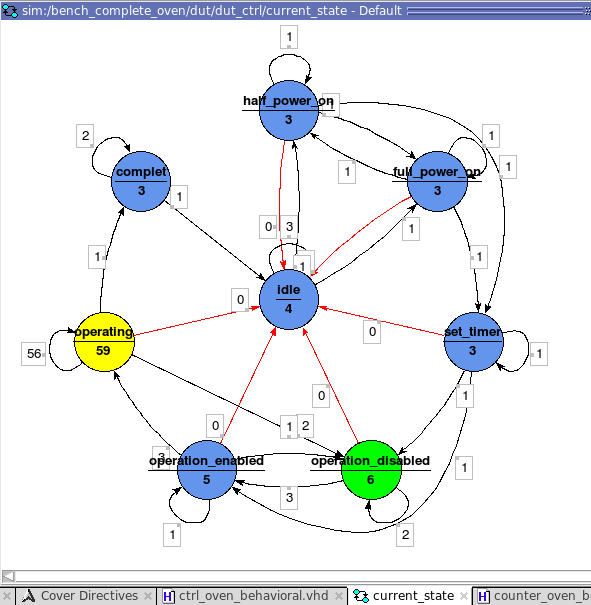 sim:/bench_complete_oven/dut/dut_ctrl/current_state - Default
1
half_power_on
3
1
2
1
1
complet
3
full_power_on
3
1
1
1
0
3
1
1
1
idle
4
0
0
operating
59
set_timer
3
56
1
0
1
0
1
2
3
operation_enabled
5
operation_disabled
6
1
3
1
2
Cover Directives
ctrl_oven_behavioral.vhd
current_state
counter_oven_b